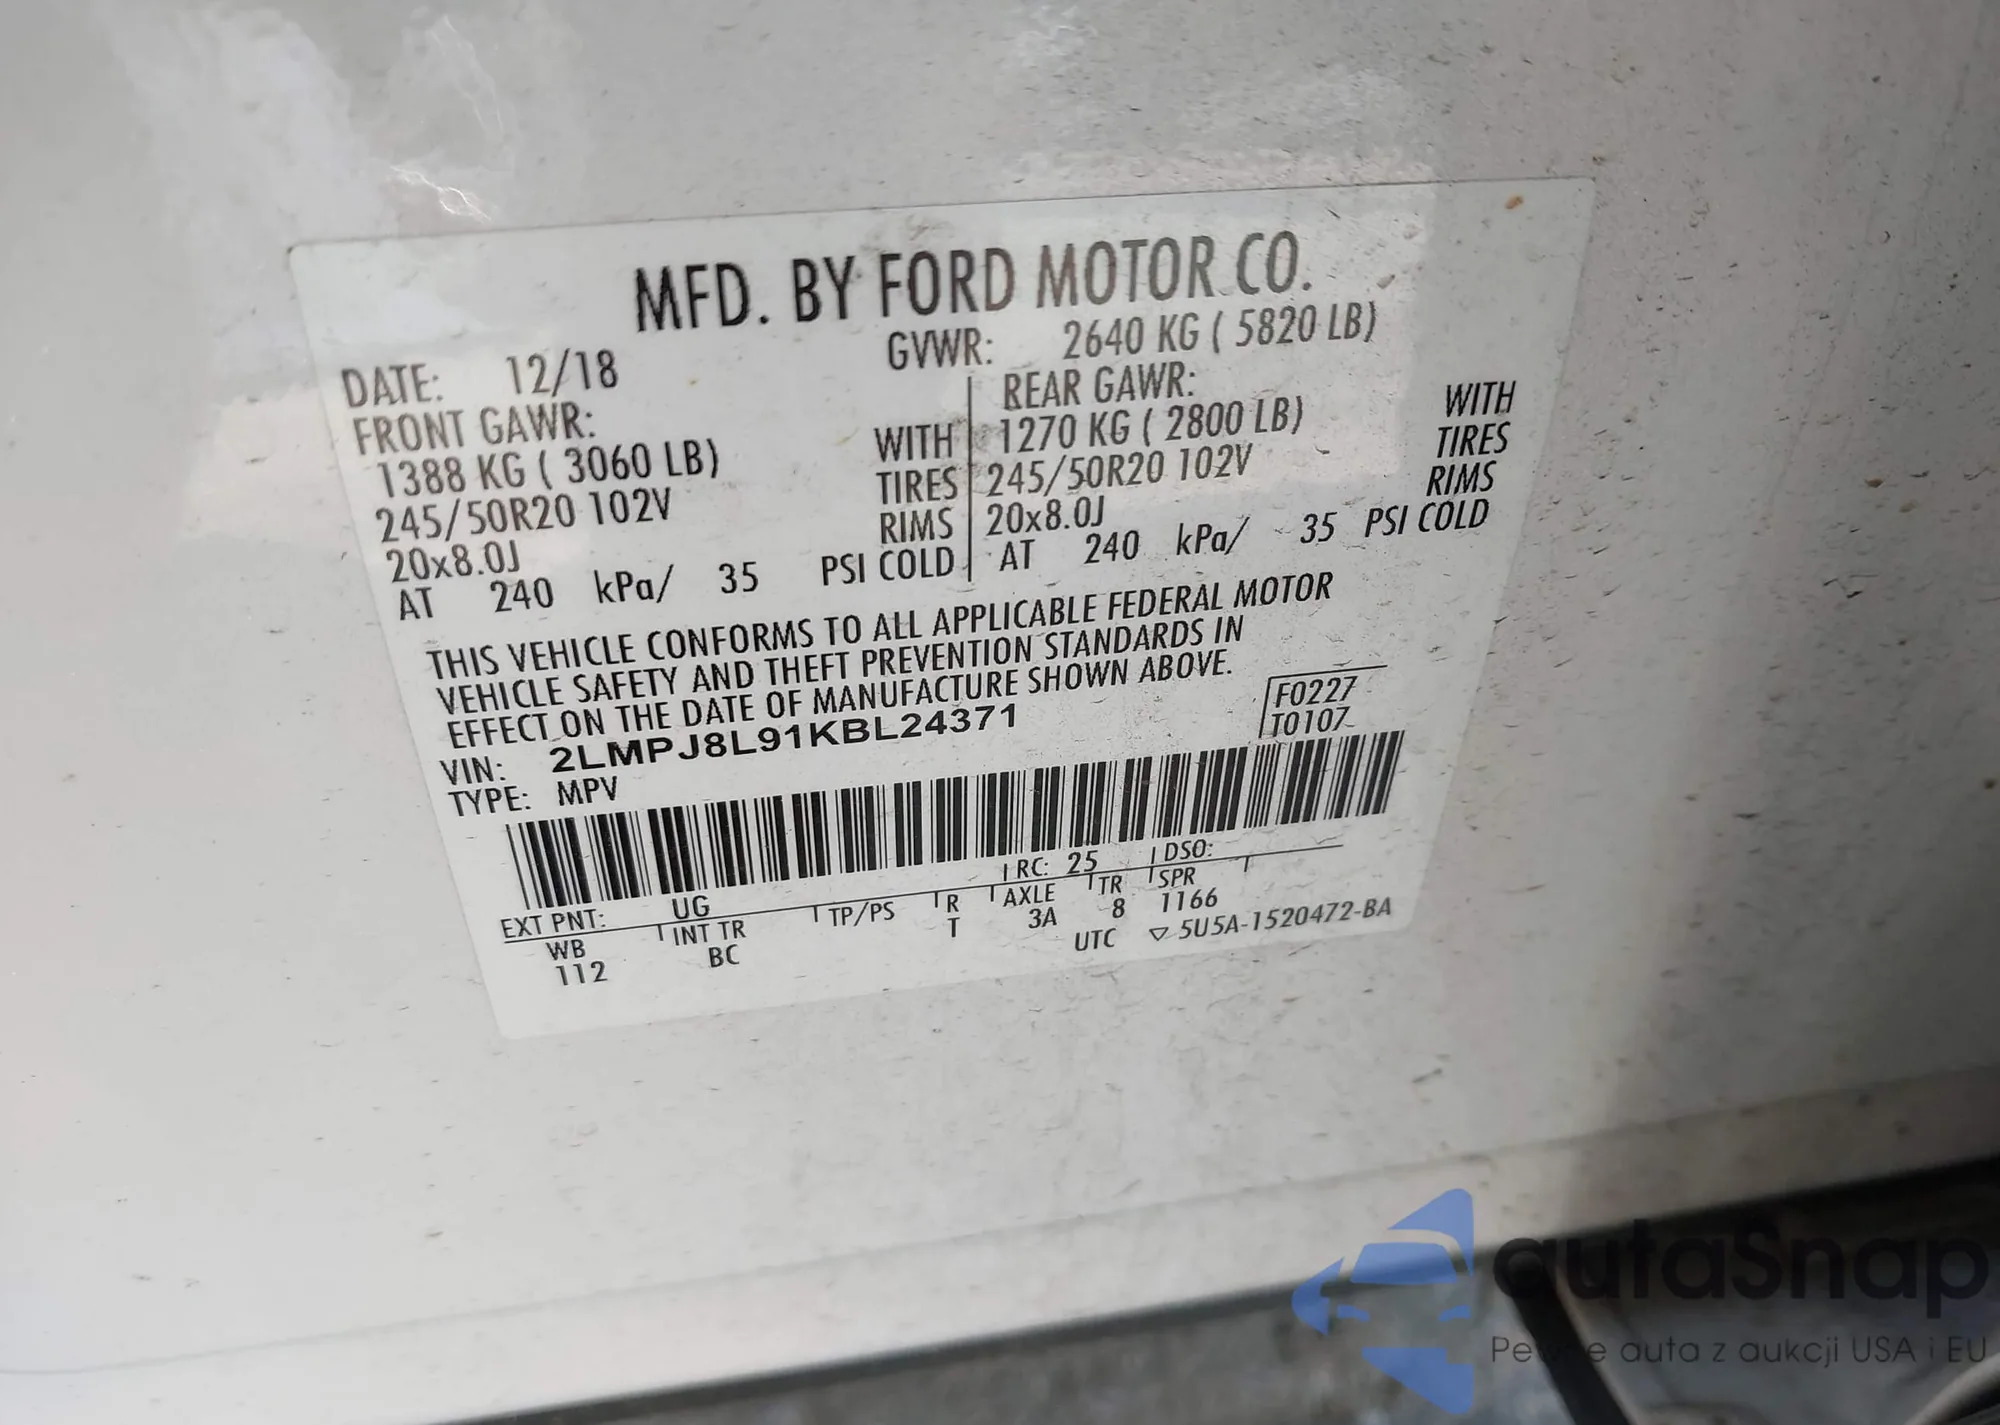 MFD. BY FORD MOTOR CO.
DATE: 12/18 GVWR: 2640 KG ( 5820 LB)
FRONT GAWR: REAR GAWR:
1388 KG ( 3060 LB) WITH 1270 KG ( 2800 LB) WITH
245/50R20 102V TIRES 245/50R20 102V TIRES
20x8.0J RIMS 20x8.0J RIMS
AT 240 kPa/ 35 PSI COLD AT 240 kPa/ 35 PSI COLD
THIS VEHICLE CONFORMS TO ALL APPLICABLE FEDERAL MOTOR
VEHICLE SAFETY AND THEFT PREVENTION STANDARDS IN
EFFECT ON THE DATE OF MANUFACTURE SHOWN ABOVE.
VIN: 2LMPJ8L91KBL24371 F0227
TYPE: MPV T0107
EXT PNT: UG RC: 25 DSO:
WB INT TR TP/PS R AXLE TR SPR
112 BC T 3A 8 1166
UTC ▽ 5U5A-1520472-BA
autaSnap
Pewne auta z aukcji USA i EU